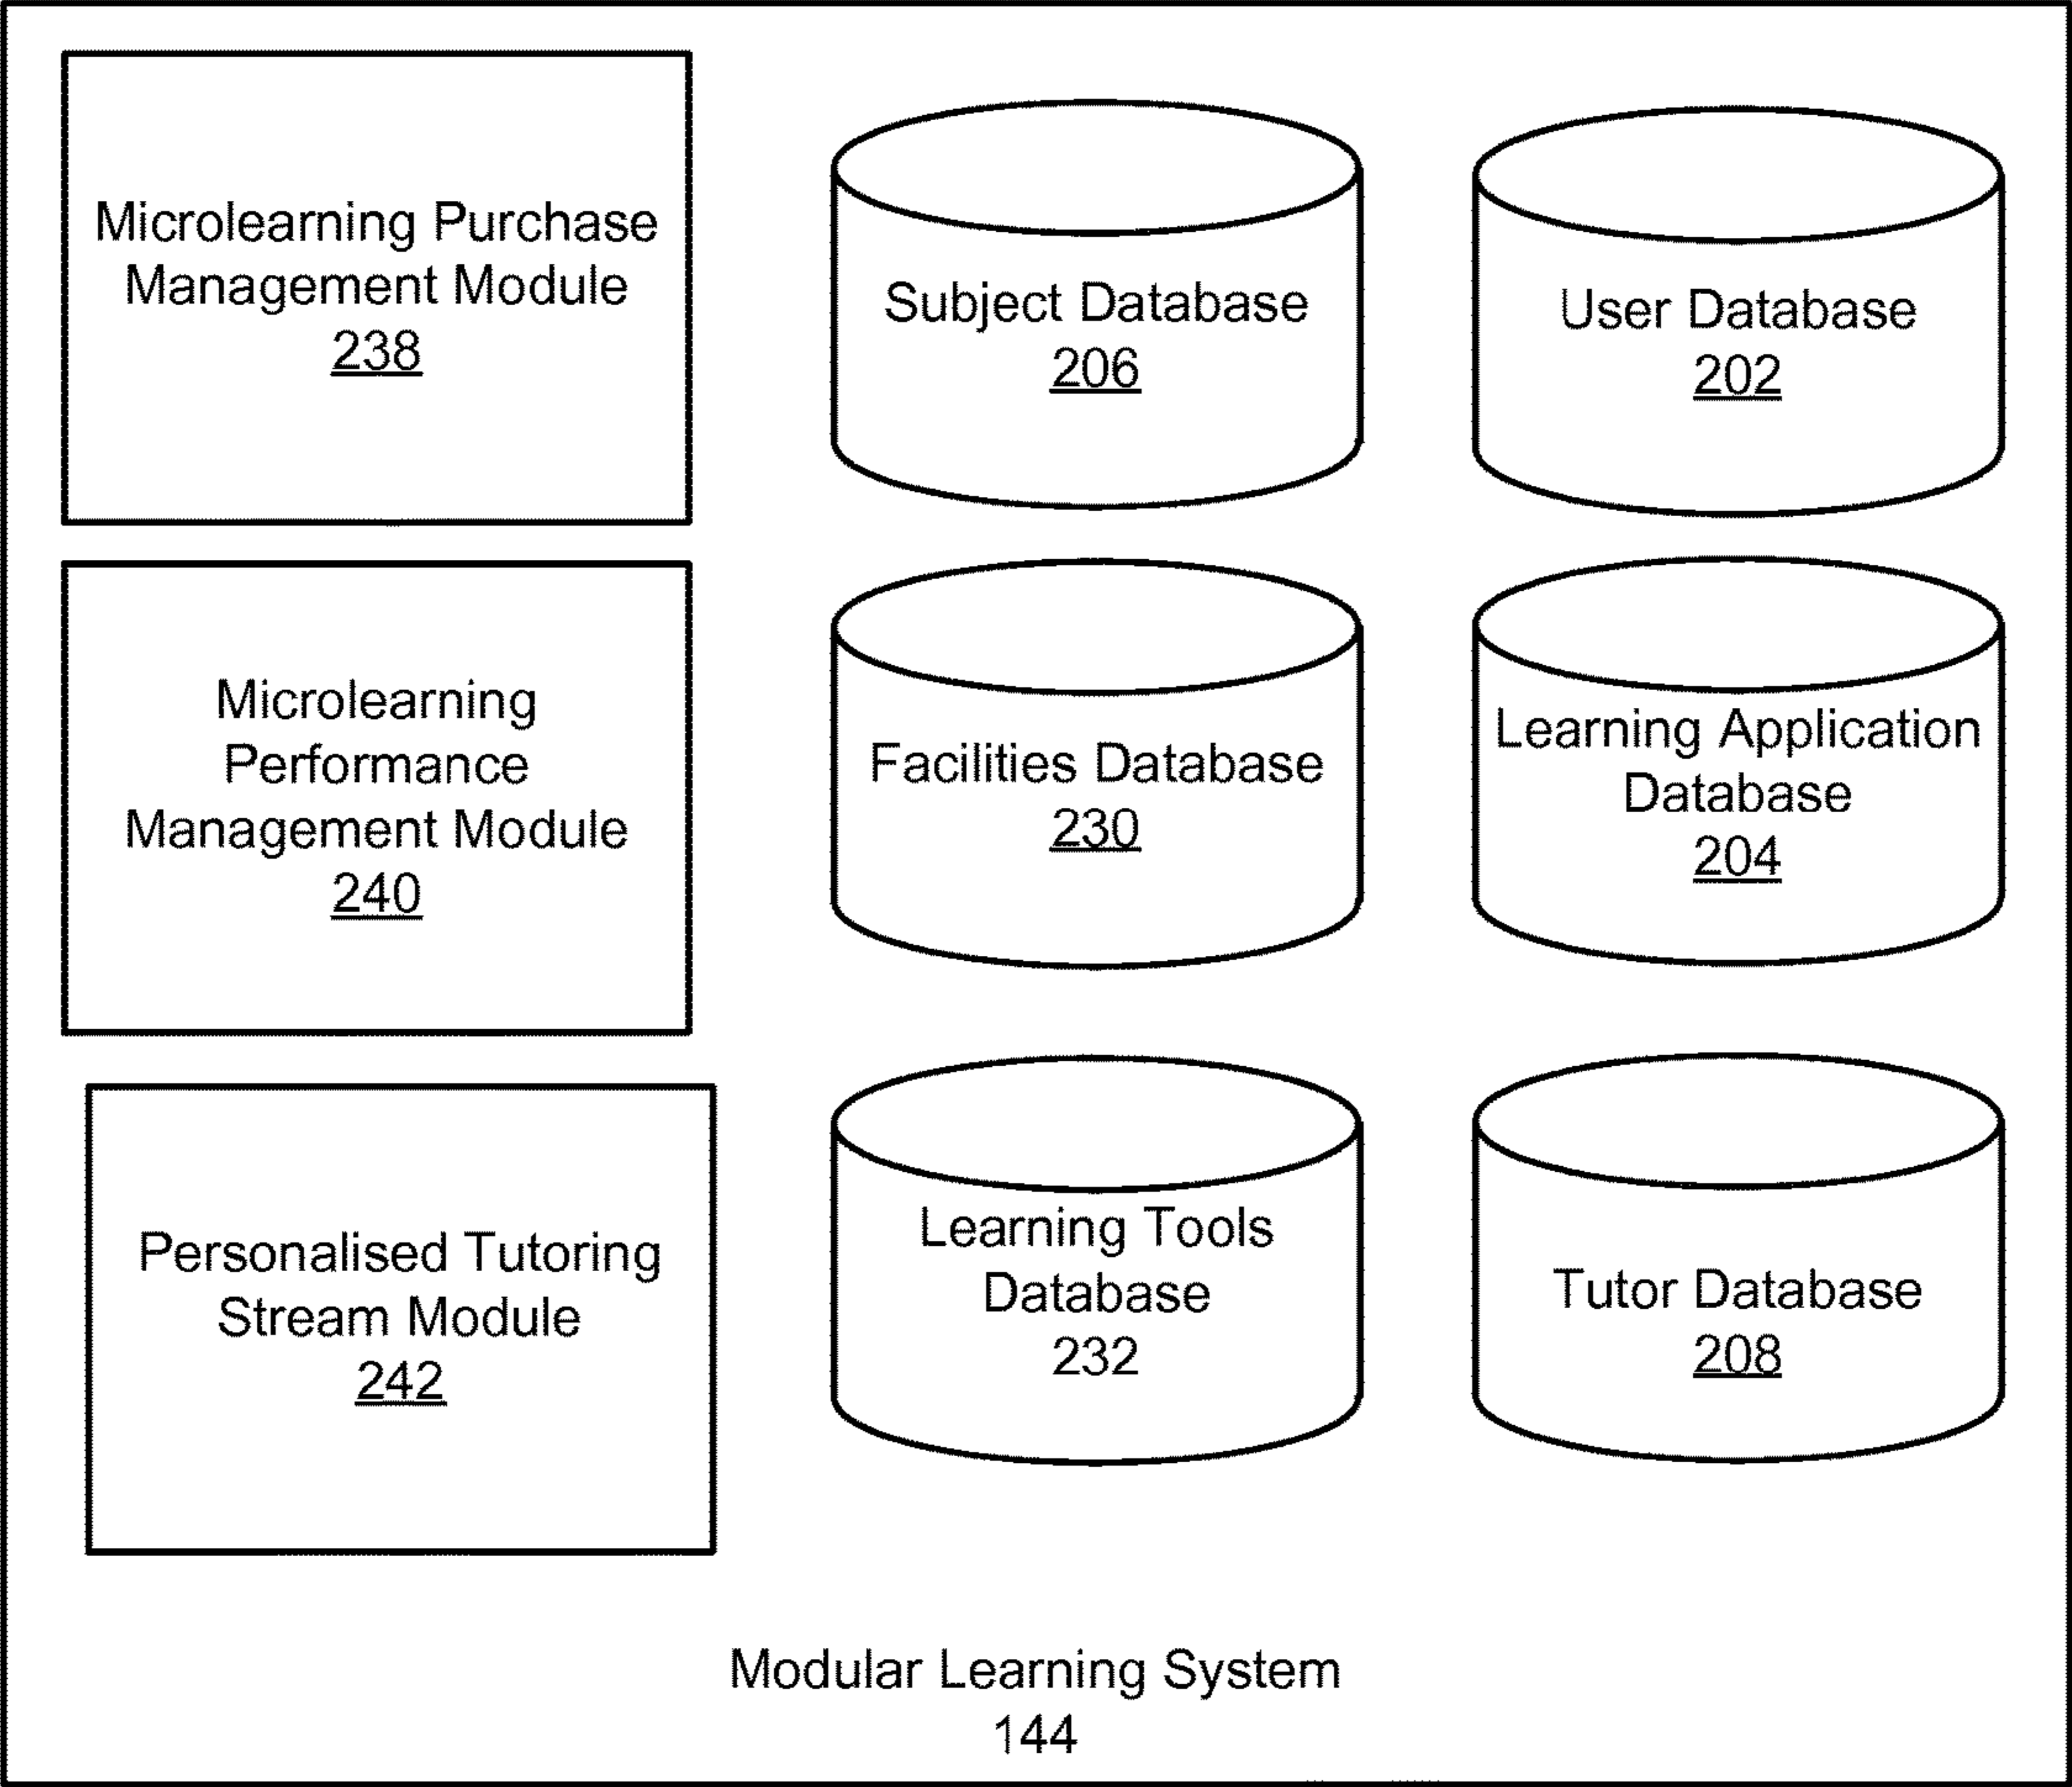 Microlearning Purchase
Management Module
238
Subject Database
206
User Database
202
Microlearning
Performance
Management Module
240
Facilities Database
230
Learning Application
Database
204
Personalised Tutoring
Stream Module
242
Learning Tools
Database
232
Tutor Database
208
Modular Learning System
144